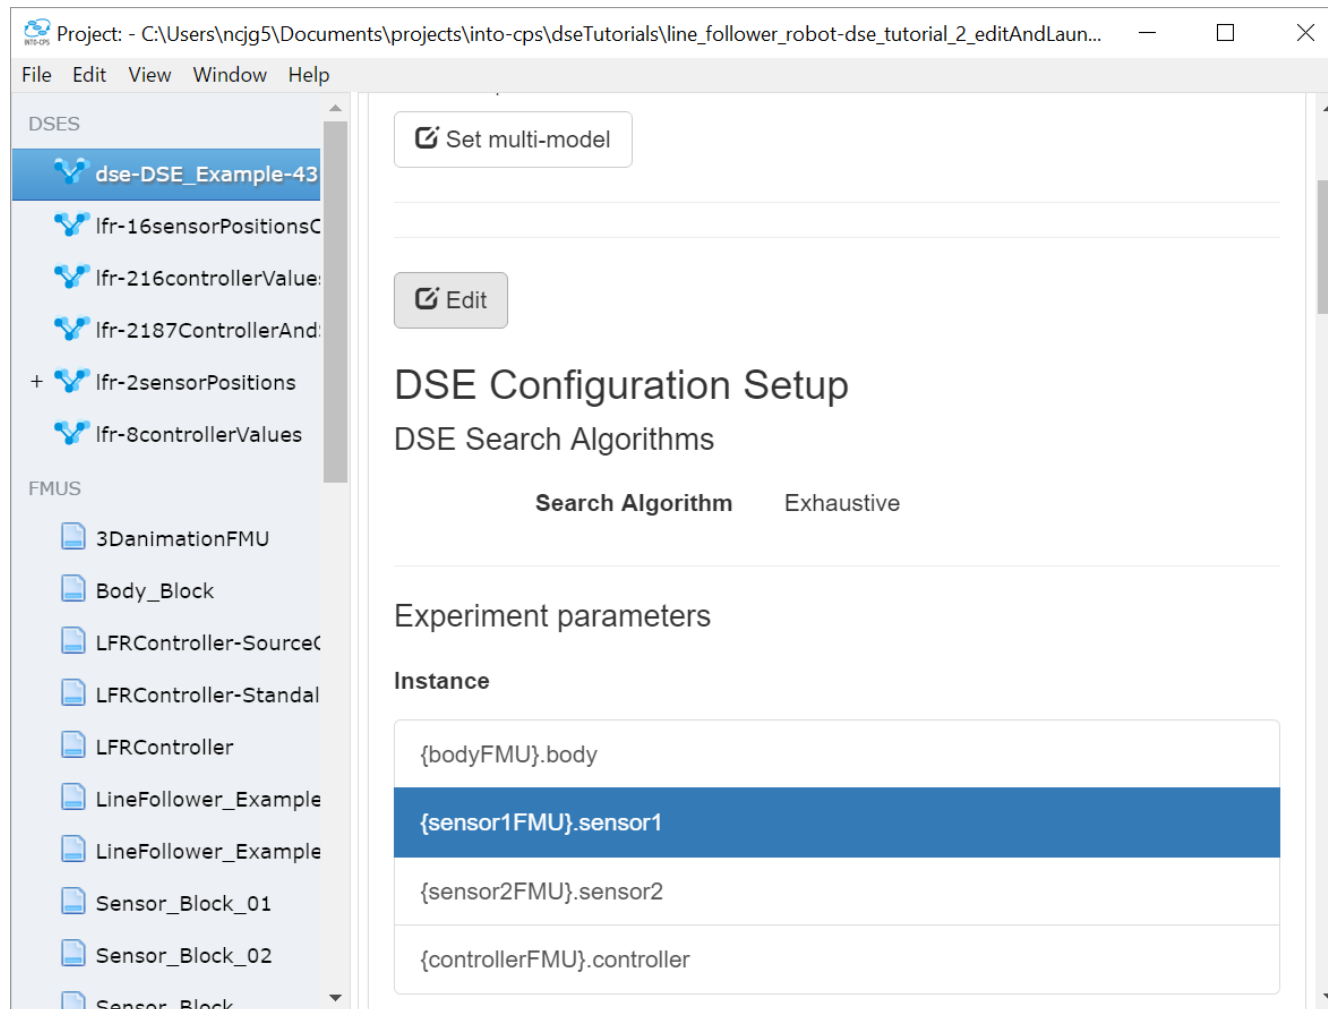 Project: - C:\Users\ncjg5\Documents\projects\into-cps\dseTutorials\line_follower_robot-dse_tutorial_2_editAndLaun...
File Edit View Window Help
DSES
dse-DSE_Example-43
lfr-16sensorPositionsC
lfr-216controllerValue
lfr-2187ControllerAnd
+ lfr-2sensorPositions
lfr-8controllerValues
FMUS
3DanimationFMU
Body_Block
LFRController-SourceC
LFRController-Standal
LFRController
LineFollower_Example
LineFollower_Example
Sensor_Block_01
Sensor_Block_02
Sensor_Block
Set multi-model
Edit
DSE Configuration Setup
DSE Search Algorithms
Search Algorithm Exhaustive
Experiment parameters
Instance
{bodyFMU}.body
{sensor1FMU}.sensor1
{sensor2FMU}.sensor2
{controllerFMU}.controller